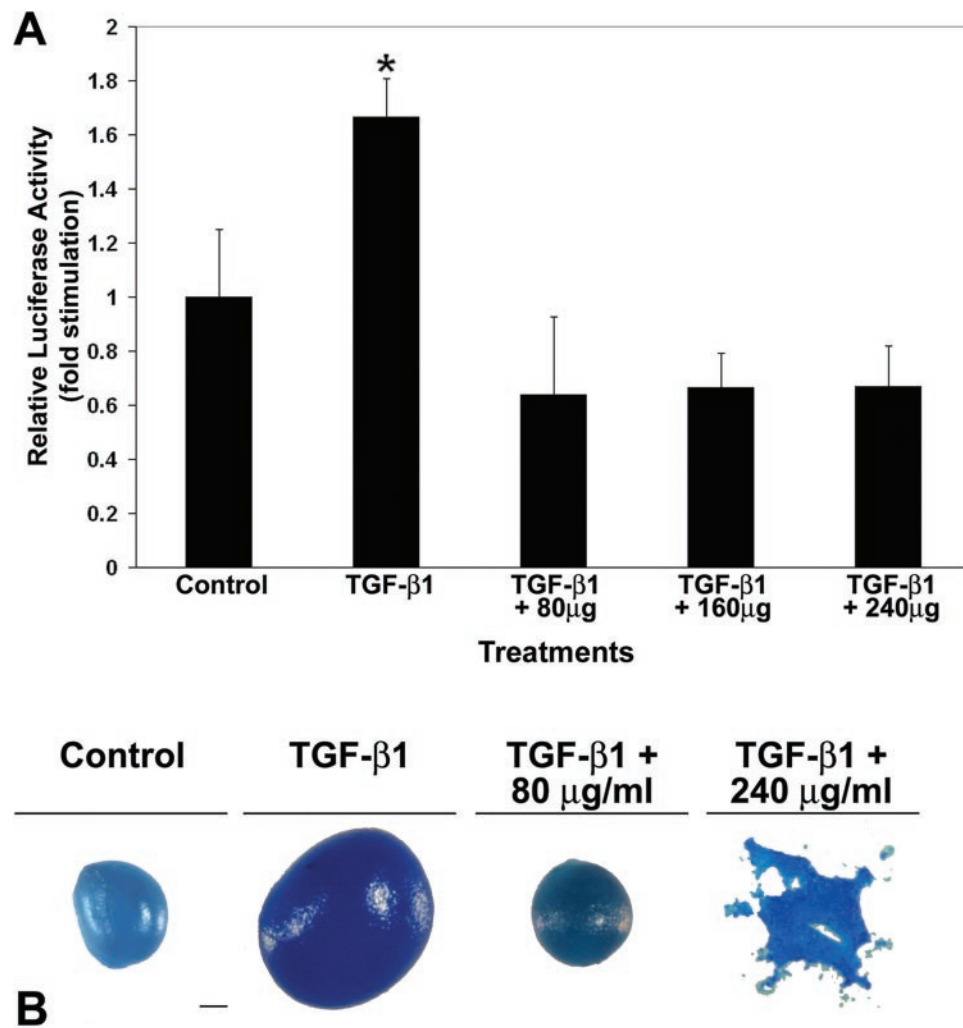 A
2
1.8
1.6
1.4
1.2
1
0.8
0.6
0.4
0.2
0
Relative Luciferase Activity
(fold stimulation)
*
Control
TGF-β1
TGF-β1
+ 80μg
TGF-β1
+ 160μg
TGF-β1
+ 240μg
Treatments
Control
TGF-β1
TGF-β1 +
80 μg/ml
TGF-β1 +
240 μg/ml
B